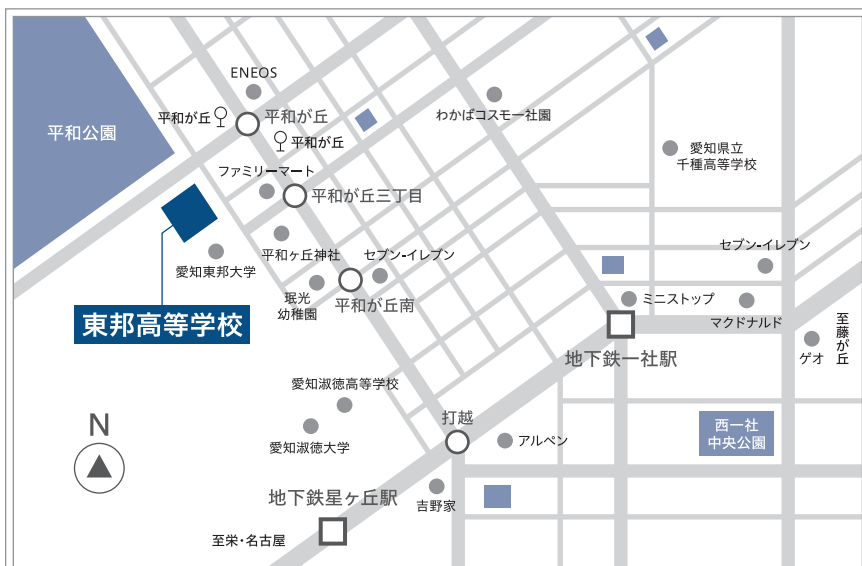 ENEOS
平和が丘
平和が丘
平和が丘
わかばコスモー社園
平和公園
愛知県立
千種高等学校
ファミリーマート
平和が丘三丁目
愛知東邦大学
平和ヶ丘神社
セブン-イレブン
セブン-イレブン
珉光
幼稚園
平和が丘南
ミニストップ
マクドナルド
至藤が丘
東邦高等学校
地下鉄一社駅
ゲオ
愛知淑徳高等学校
打越
西一社
中央公園
N
愛知淑徳大学
アルペン
地下鉄星ヶ丘駅
吉野家
至栄・名古屋